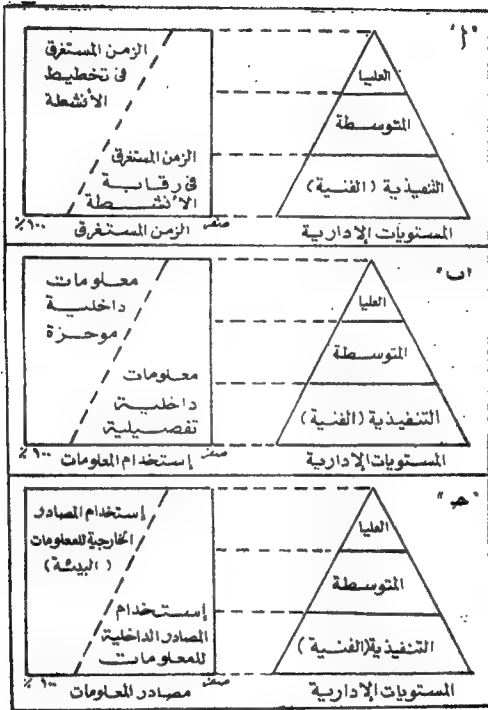 "أ"
العليا
المتوسطة
التنفيذية (الفنية)
المستويات الإدارية
الزمن المستغرق
فى تخطيط
الأنشطة
الزمن المستغرق
فى رقابة
الأنشطة
صفر
الزمن المستغرق
١٠٠٪
"ب"
العليا
المتوسطة
التنفيذية (الفنية)
المستويات الإدارية
معلومات
داخلية
موجزة
معلومات
داخلية
تفصيلية
صفر
إستخدام المعلومات
١٠٠٪
"جـ"
العليا
المتوسطة
التنفيذية (الفنية)
المستويات الإدارية
إستخدام المصادر
الخارجية للمعلومات
(البيئة)
إستخدام
المصادر الداخلية
للمعلومات
صفر
مصادر المعلومات
١٠٠٪